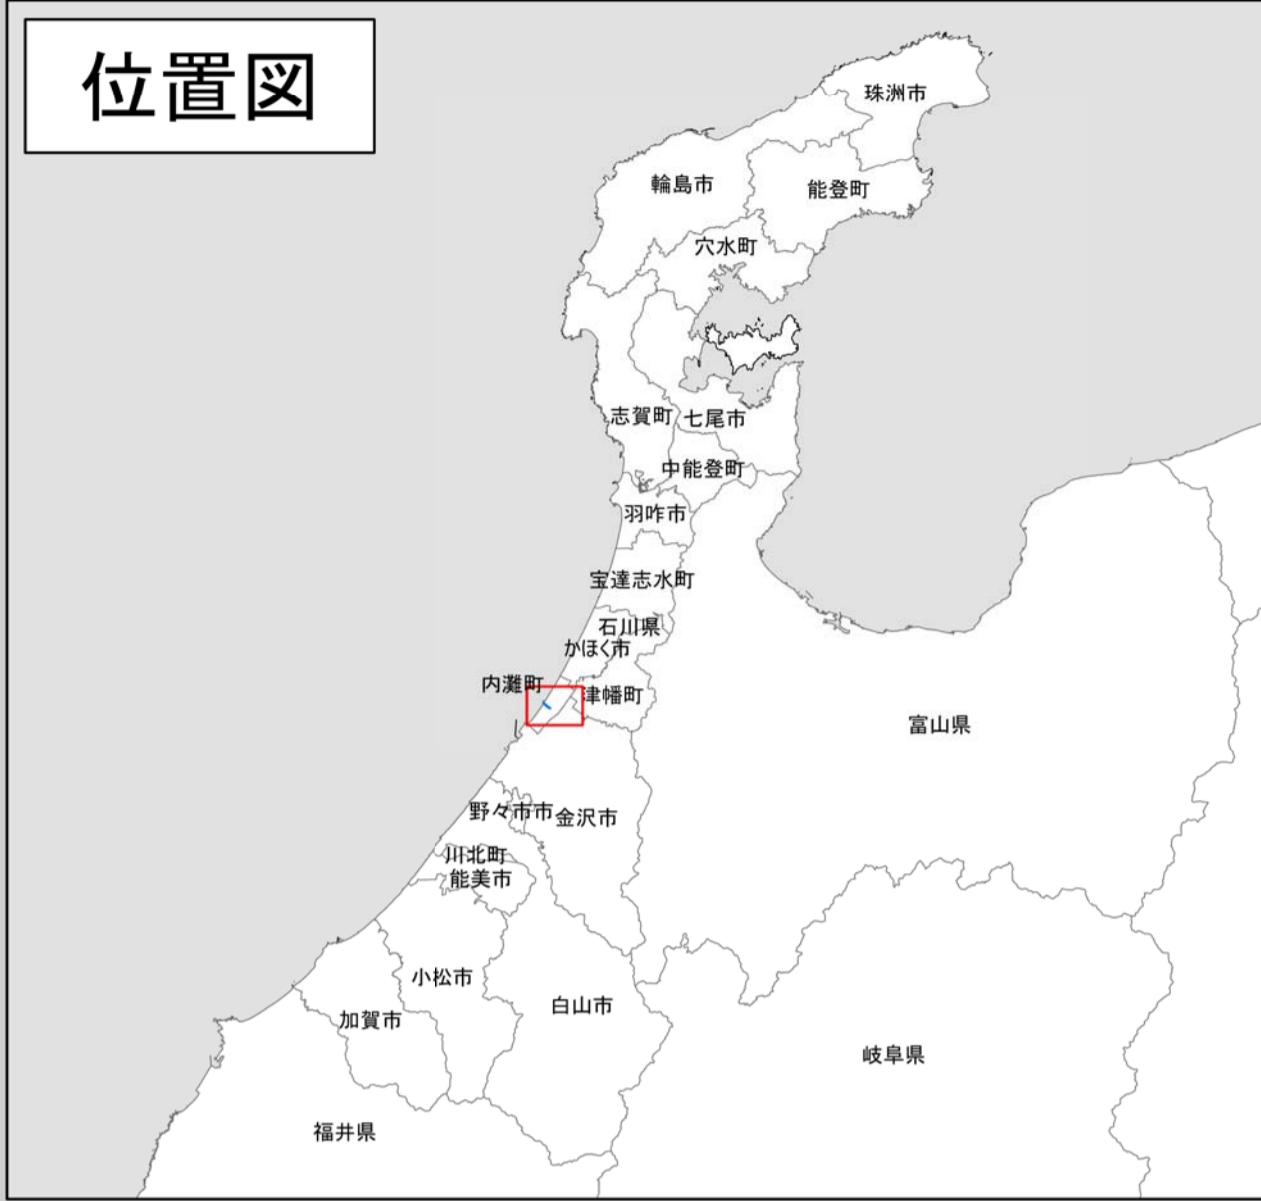 位置図
珠洲市
輪島市
能登町
穴水町
志賀町
七尾市
中能登町
羽咋市
宝達志水町
石川県
かほく市
内灘町
津幡町
富山県
野々市市
金沢市
川北町
能美市
小松市
白山市
加賀市
岐阜県
福井県